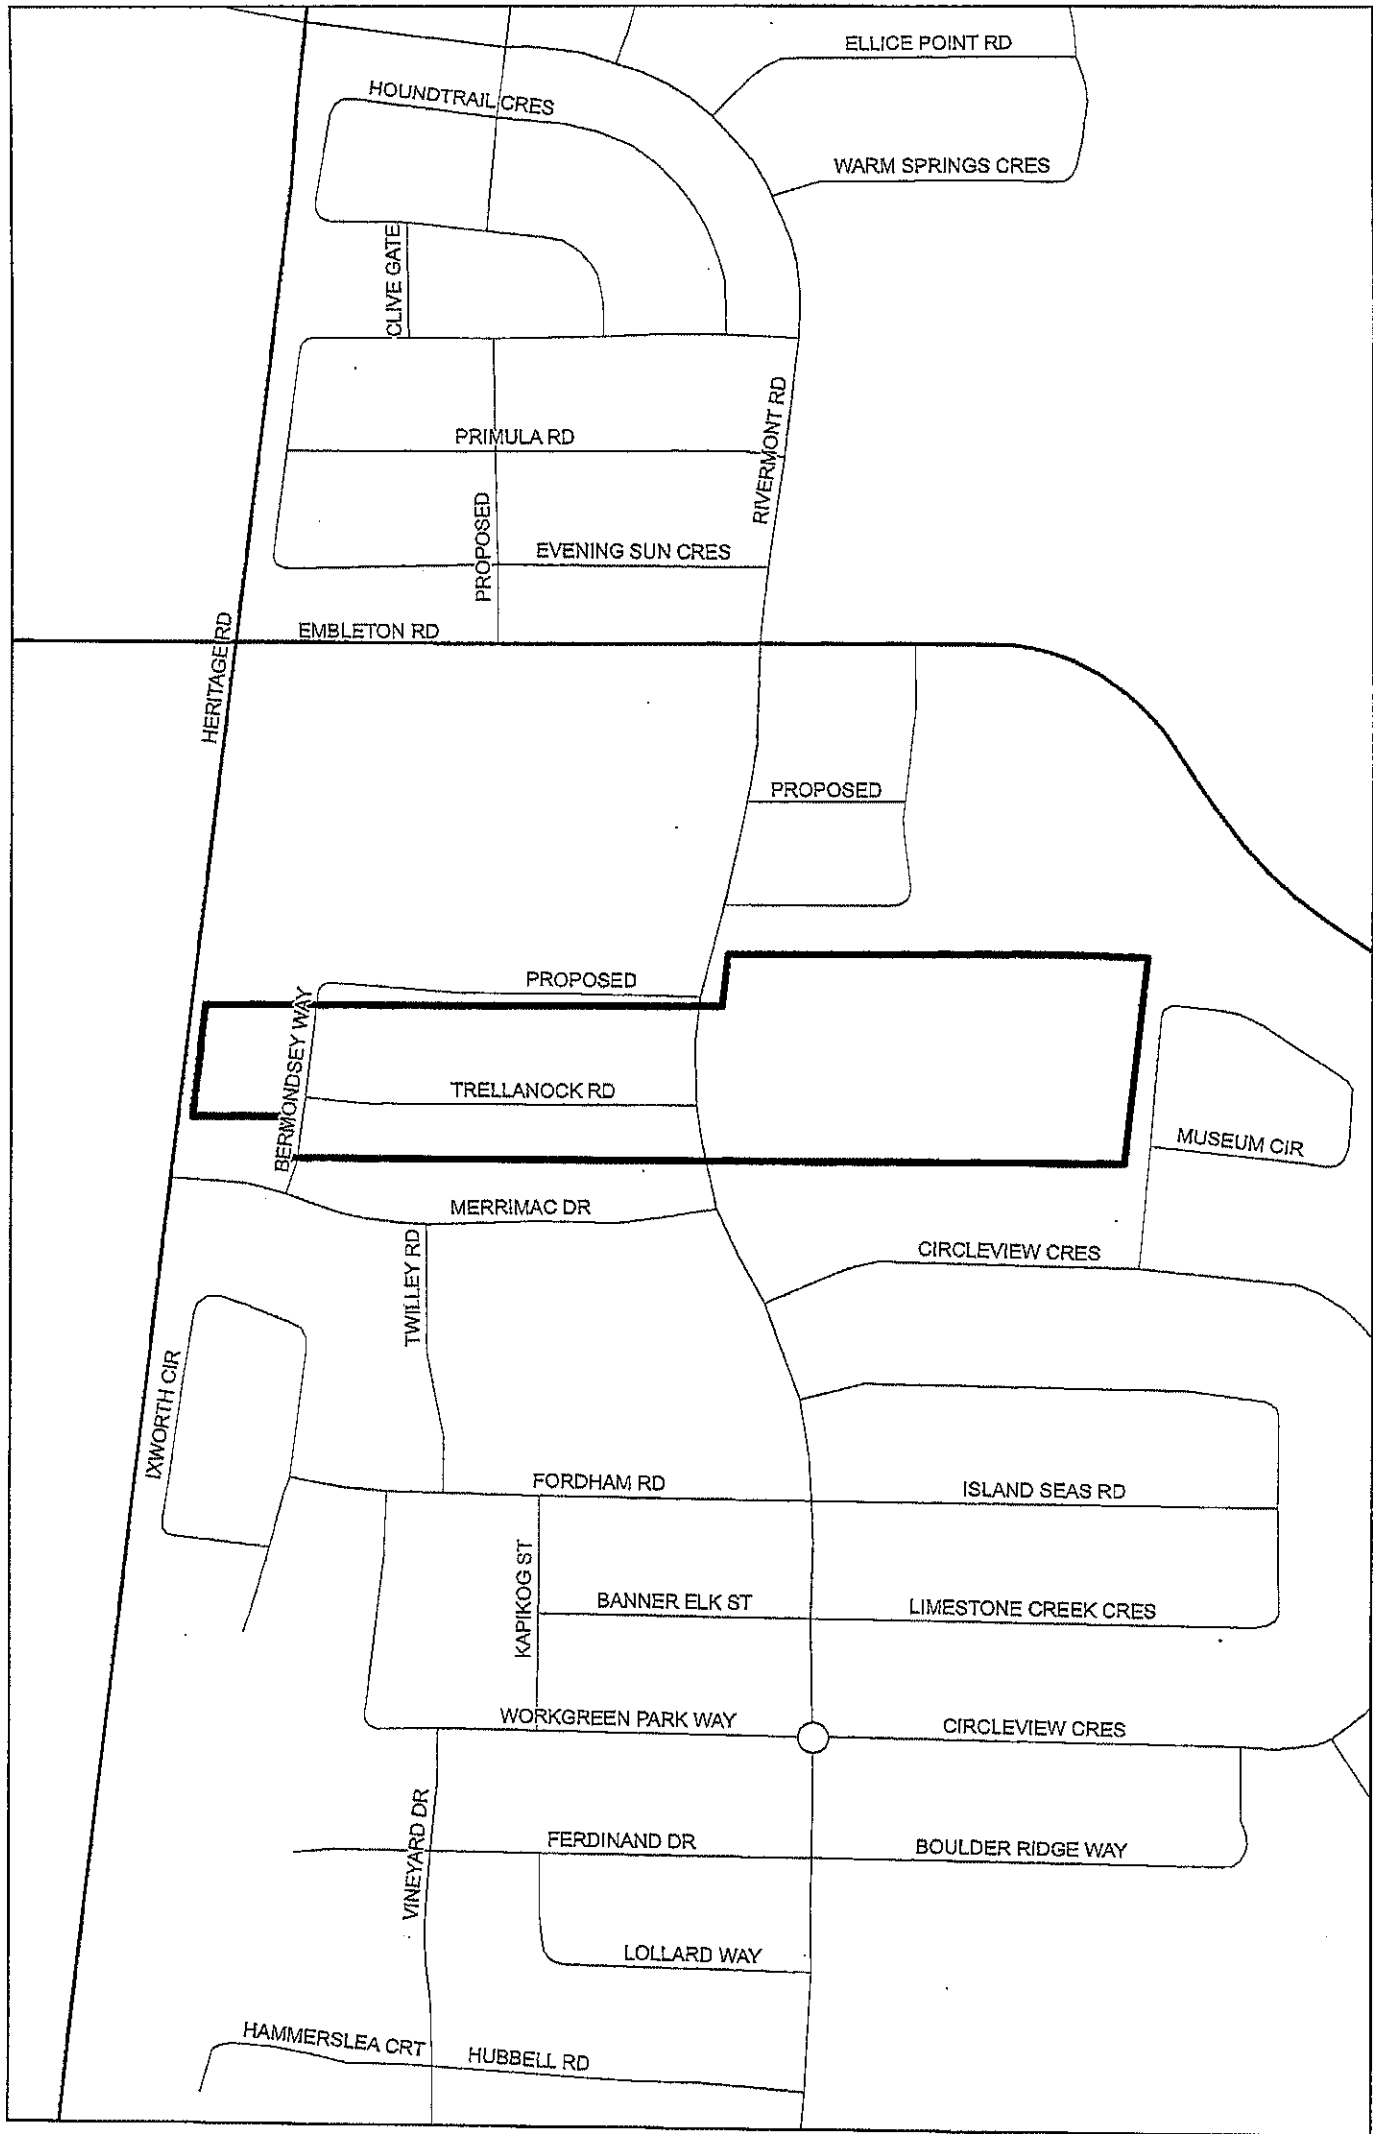 ELLICE POINT RD
HOUNDTRAIL CRES
WARM SPRINGS CRES
CLIVE GATE
RIVERMONT RD
PRIMULA RD
PROPOSED
EVENING SUN CRES
HERITAGE RD
EMBLETON RD
PROPOSED
PROPOSED
BERMONDSEY WAY
TRELLANOCK RD
MUSEUM CIR
MERRIMAC DR
TWILLEY RD
CIRCLEVIEW CRES
IXWORTH CIR
FORDHAM RD
ISLAND SEAS RD
KAPIKOG ST
BANNER ELK ST
LIMESTONE CREEK CRES
WORKGREEN PARK WAY
CIRCLEVIEW CRES
VINEYARD DR
FERDINAND DR
BOULDER RIDGE WAY
LOLLARD WAY
HAMMERSLEA CRT
HUBBELL RD